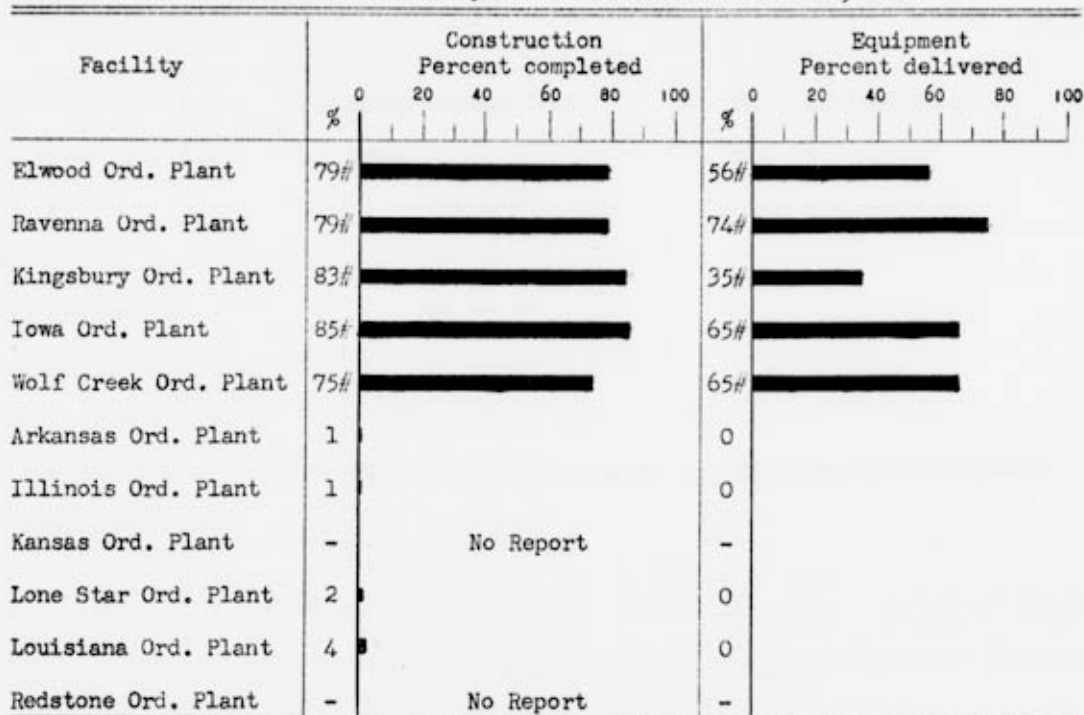 Construction Equipment
Facility Percent completed Percent delivered
0 20 40 60 80 100 0 20 40 60 80 100
% %
Elwood Ord. Plant 79# 56#
Ravenna Ord. Plant 79# 74#
Kingsbury Ord. Plant 83# 35#
Iowa Ord. Plant 85# 65#
Wolf Creek Ord. Plant 75# 65#
Arkansas Ord. Plant 1 0
Illinois Ord. Plant 1 0
Kansas Ord. Plant - No Report -
Lone Star Ord. Plant 2 0
Louisiana Ord. Plant 4 0
Redstone Ord. Plant - No Report -